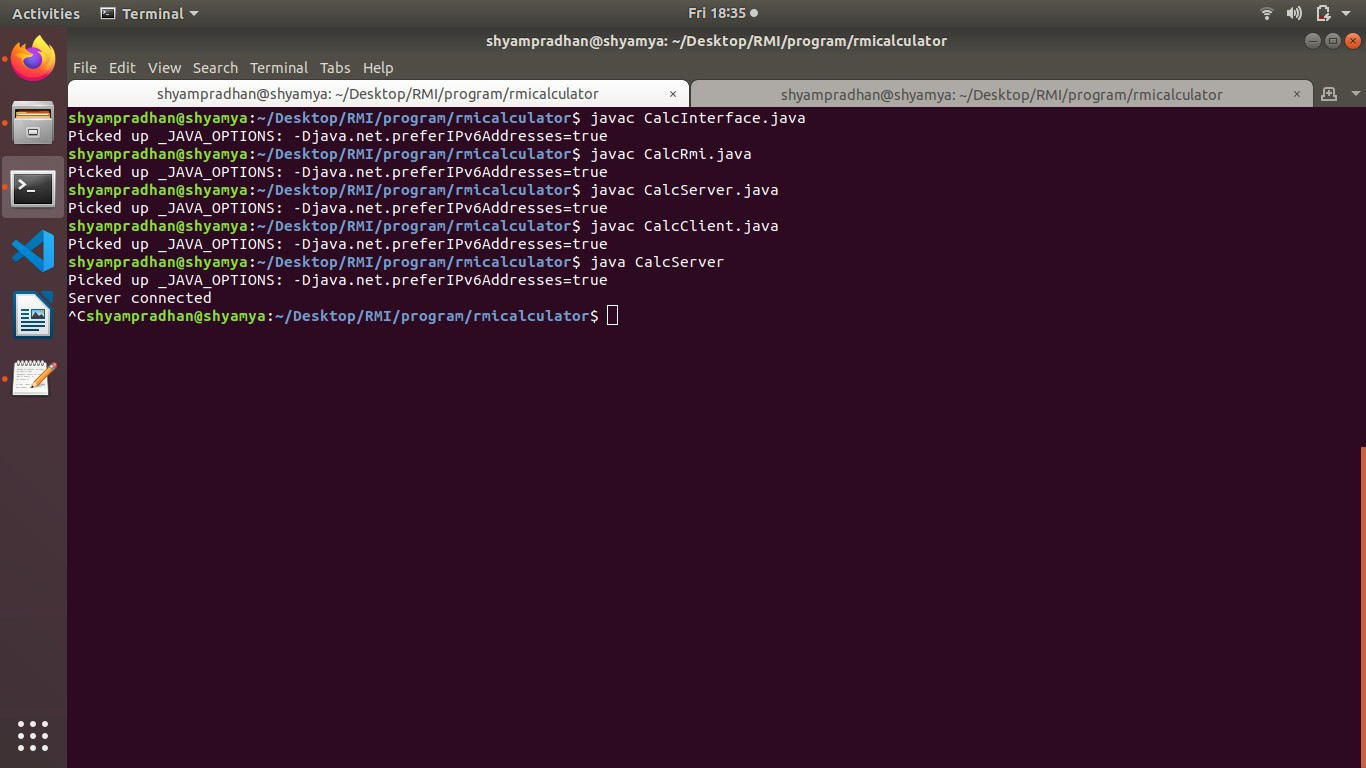 Activities Terminal Fri 18:35
shyampradhan@shyamya: ~/Desktop/RMI/program/rmicalculator
File Edit View Search Terminal Tabs Help
shyampradhan@shyamya: ~/Desktop/RMI/program/rmicalculator × shyampradhan@shyamya: ~/Desktop/RMI/program/rmicalculator ×
shyampradhan@shyamya:~/Desktop/RMI/program/rmicalculator$ javac CalcInterface.java
Picked up _JAVA_OPTIONS: -Djava.net.preferIPv6Addresses=true
shyampradhan@shyamya:~/Desktop/RMI/program/rmicalculator$ javac CalcRmi.java
Picked up _JAVA_OPTIONS: -Djava.net.preferIPv6Addresses=true
shyampradhan@shyamya:~/Desktop/RMI/program/rmicalculator$ javac CalcServer.java
Picked up _JAVA_OPTIONS: -Djava.net.preferIPv6Addresses=true
shyampradhan@shyamya:~/Desktop/RMI/program/rmicalculator$ javac CalcClient.java
Picked up _JAVA_OPTIONS: -Djava.net.preferIPv6Addresses=true
shyampradhan@shyamya:~/Desktop/RMI/program/rmicalculator$ java CalcServer
Picked up _JAVA_OPTIONS: -Djava.net.preferIPv6Addresses=true
Server connected
^Cshyampradhan@shyamya:~/Desktop/RMI/program/rmicalculator$